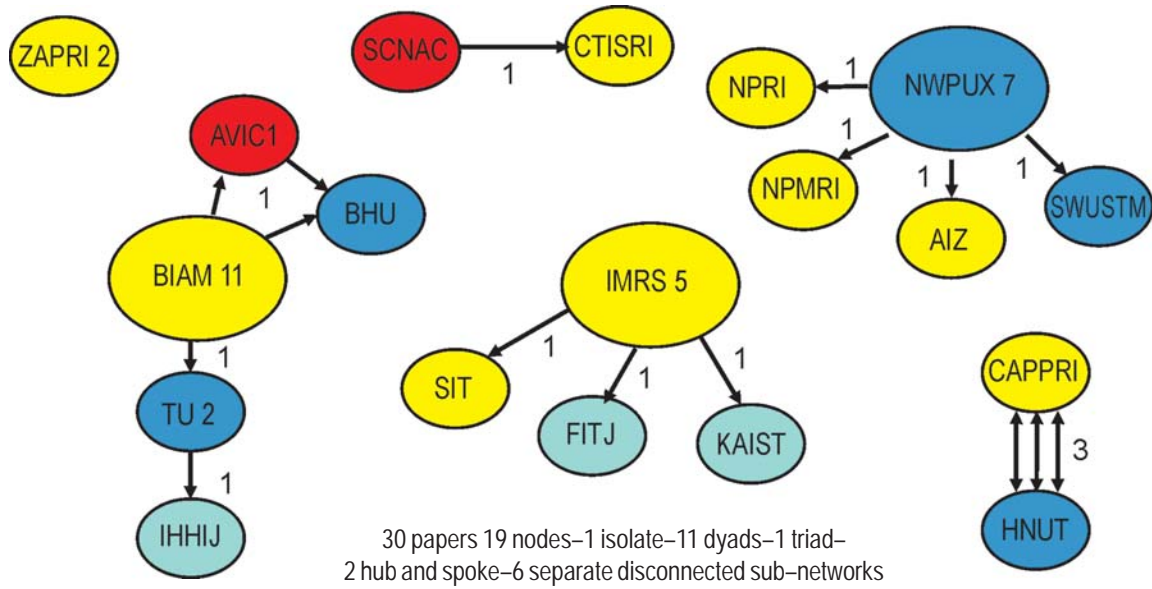 ZAPRI 2
SCNAC
1
CTISRI
NPRI
1
NWPUX 7
1
NPMRI
1
AIZ
1
SWUSTM
AVIC1
1
BHU
BIAM 11
1
TU 2
1
IHHIJ
IMRS 5
1
SIT
1
FITJ
1
KAIST
CAPPRI
3
HNUT
30 papers 19 nodes–1 isolate–11 dyads–1 triad–
2 hub and spoke–6 separate disconnected sub–networks